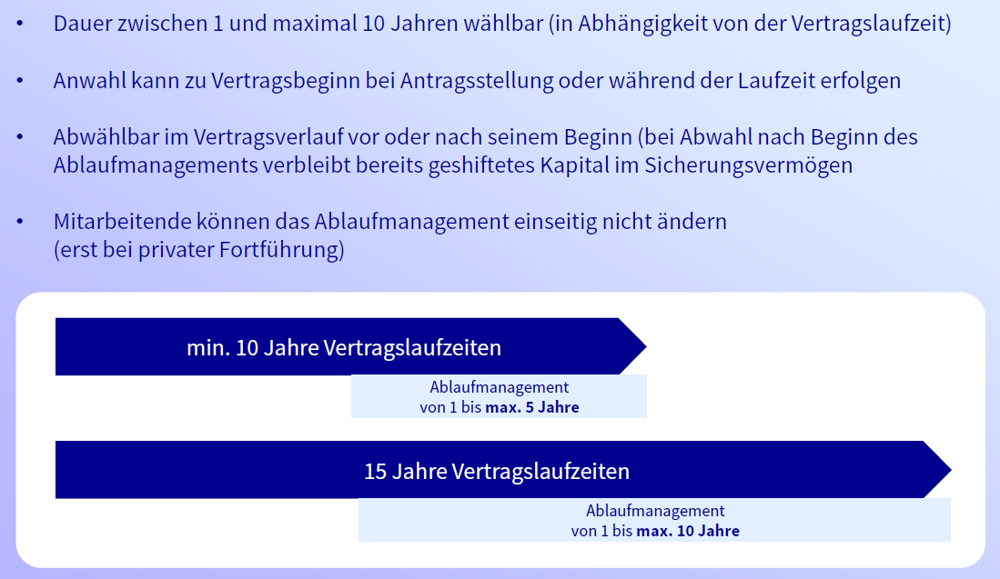 • Dauer zwischen 1 und maximal 10 Jahren wählbar (in Abhängigkeit von der Vertragslaufzeit)
• Anwahl kann zu Vertragsbeginn bei Antragsstellung oder während der Laufzeit erfolgen
• Abwählbar im Vertragsverlauf vor oder nach seinem Beginn (bei Abwahl nach Beginn des
Ablaufmanagements verbleibt bereits geshiftetes Kapital im Sicherungsvermögen
• Mitarbeitende können das Ablaufmanagement einseitig nicht ändern
(erst bei privater Fortführung)
min. 10 Jahre Vertragslaufzeiten
Ablaufmanagement
von 1 bis max. 5 Jahre
15 Jahre Vertragslaufzeiten
Ablaufmanagement
von 1 bis max. 10 Jahre